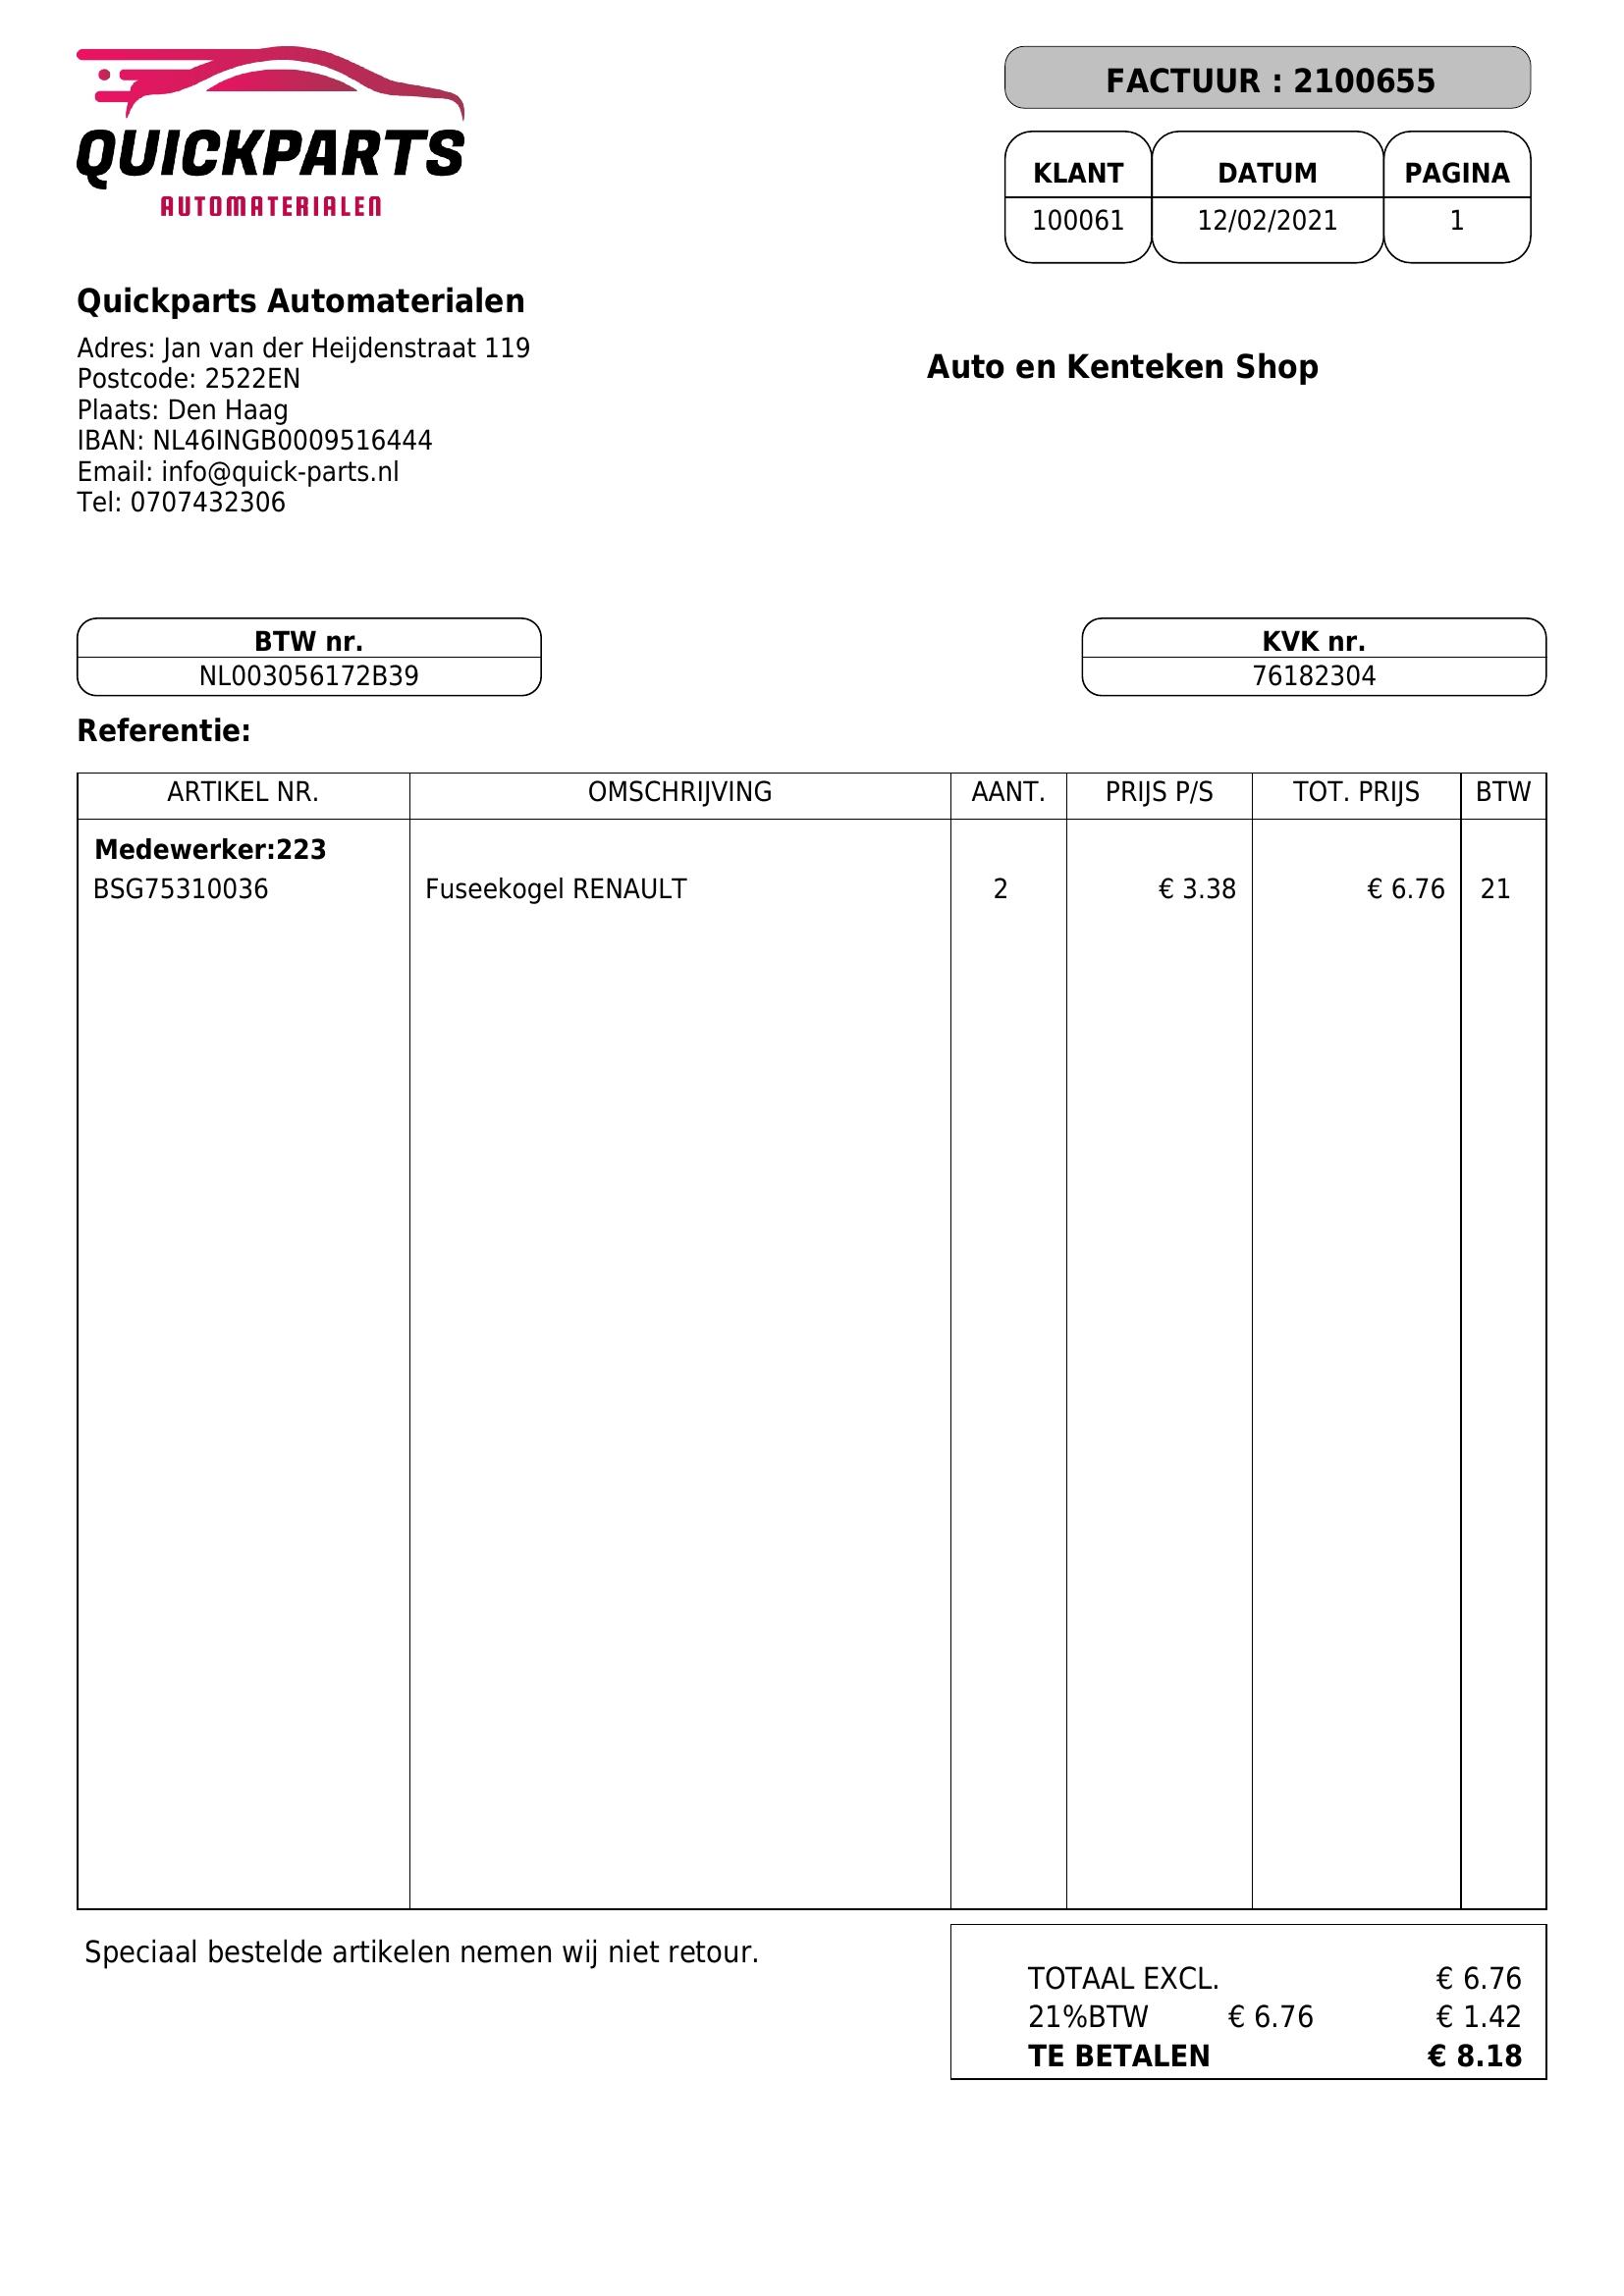 QUICKPARTS
AUTOMATERIALEN
FACTUUR : 2100655
KLANT DATUM PAGINA
100061 12/02/2021 1
Quickparts Automaterialen
Adres: Jan van der Heijdenstraat 119
Postcode: 2522EN
Plaats: Den Haag
IBAN: NL46INGB0009516444
Email: info@quick-parts.nl
Tel: 0707432306
Auto en Kenteken Shop
BTW nr.
NL003056172B39
KVK nr.
76182304
Referentie:
ARTIKEL NR. OMSCHRIJVING AANT. PRIJS P/S TOT. PRIJS BTW
Medewerker:223
BSG75310036 Fuseekogel RENAULT 2 € 3.38 € 6.76 21
Speciaal bestelde artikelen nemen wij niet retour.
TOTAAL EXCL. € 6.76
21%BTW € 6.76 € 1.42
TE BETALEN € 8.18